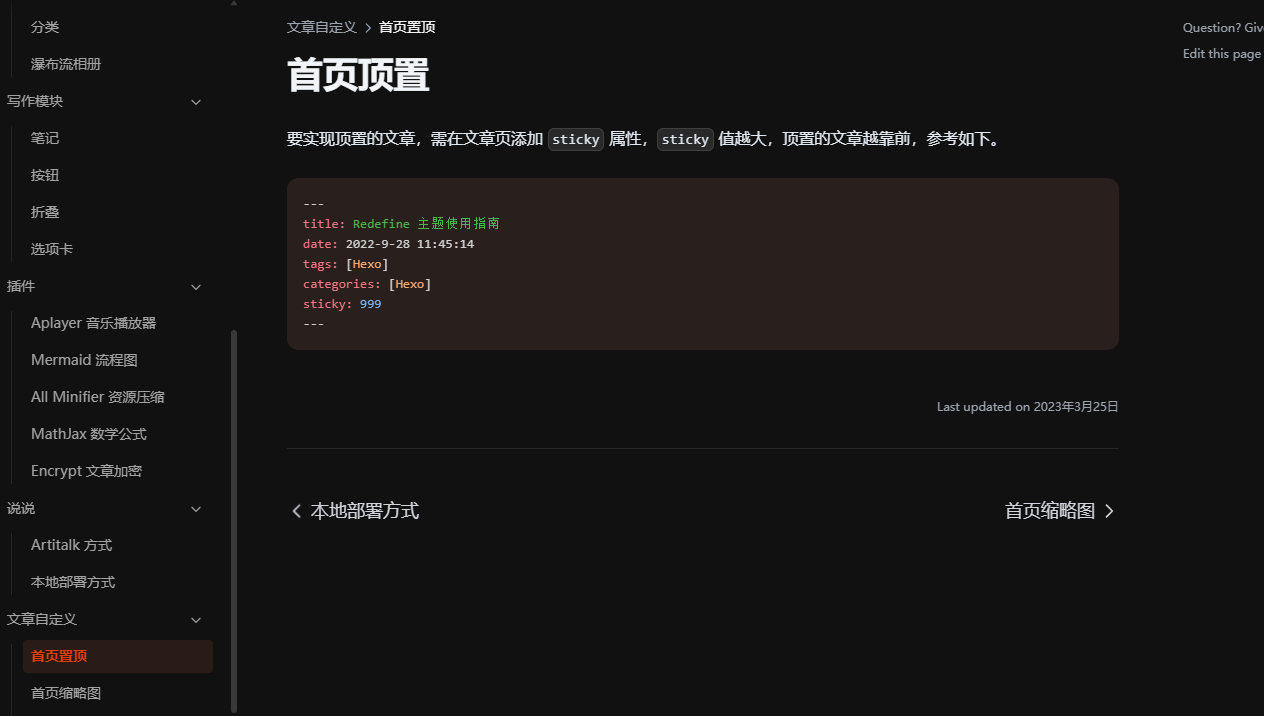 分类
瀑布流相册
写作模块
笔记
按钮
折叠
选项卡
插件
Aplayer 音乐播放器
Mermaid 流程图
All Minifier 资源压缩
MathJax 数学公式
Encrypt 文章加密
说说
Artitalk 方式
本地部署方式
文章自定义
首页置顶
首页缩略图
文章自定义 > 首页置顶
首页顶置
要实现顶置的文章，需在文章页添加 sticky 属性，sticky 值越大，顶置的文章越靠前，参考如下。
---
title: Redefine 主题使用指南
date: 2022-9-28 11:45:14
tags: [Hexo]
categories: [Hexo]
sticky: 999
---
Last updated on 2023年3月25日
本地部署方式
首页缩略图
Question? Giv
Edit this page